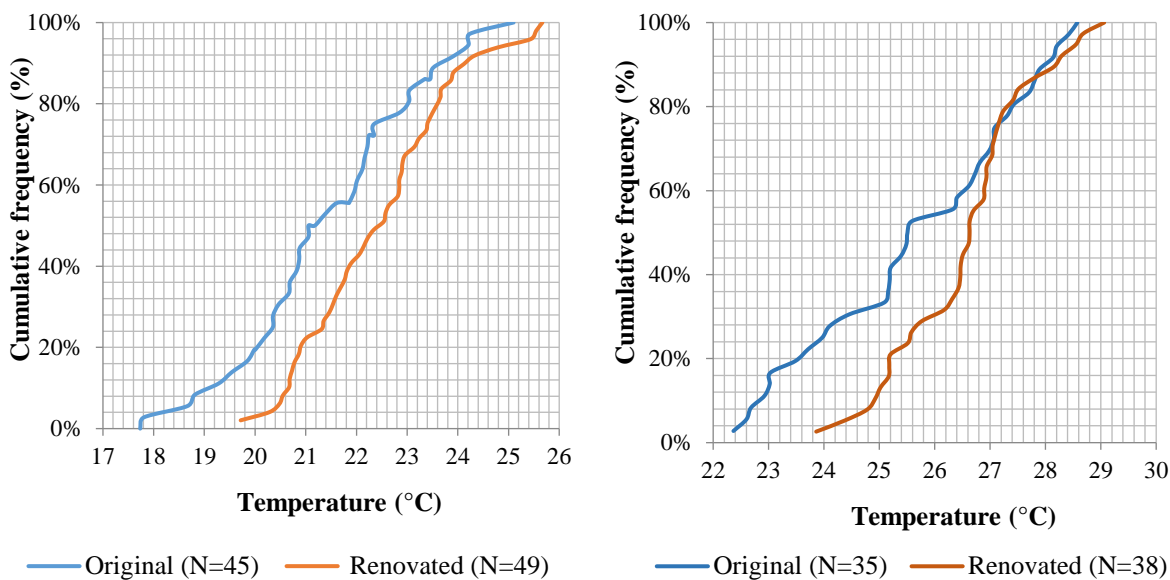 100%
80%
60%
40%
20%
0%
Cumulative frequency (%)
17 18 19 20 21 22 23 24 25 26
Temperature (°C)
Original (N=45) Renovated (N=49)
100%
80%
60%
40%
20%
0%
Cumulative frequency (%)
22 23 24 25 26 27 28 29 30
Temperature (°C)
Original (N=35) Renovated (N=38)